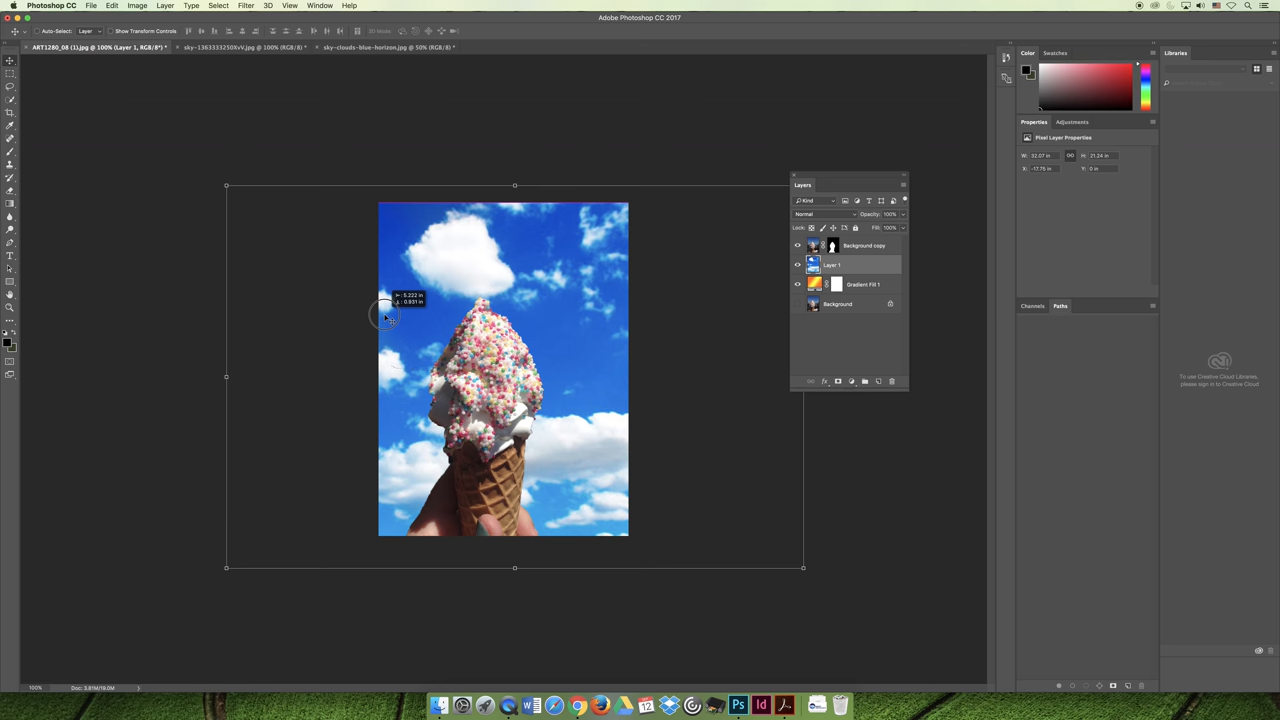 Photoshop CC File Edit Image Layer Type Select Filter 3D View Window Help
Adobe Photoshop CC 2017
Auto-Select: Layer Show Transform Controls 3D Mode:
ART1280_08 (1).jpg @ 100% (Layer 1, RGB/8*) * × sky-1363333250XvV.jpg @ 100% (RGB/8) * × sky-clouds-blue-horizon.jpg @ 50% (RGB/8*) *
Color Swatches
Libraries
Properties Adjustments
Pixel Layer Properties
W: 32.07 in H: 21.24 in
X: -17.75 in Y: 0 in
Layers
Kind
Normal Opacity: 100%
Lock: Fill: 100%
Background copy
Layer 1
Gradient Fill 1
Background
fx
: 5.222 in
: 0.931 in
Channels Paths
To use Creative Cloud Libraries,
please sign in to Creative Cloud
100% Doc: 3.81M/19.0M
12
Ps Id